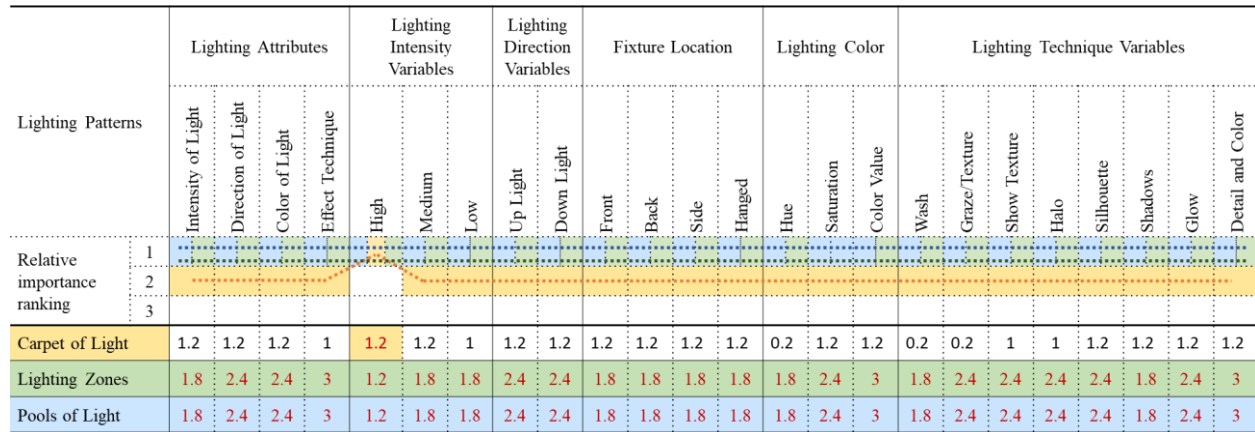 Lighting Patterns
Lighting Attributes
Lighting
Intensity
Variables
Lighting
Direction
Variables
Fixture Location
Lighting Color
Lighting Technique Variables
Intensity of Light
Direction of Light
Color of Light
Effect Technique
High
Medium
Low
Up Light
Down Light
Front
Back
Side
Hanged
Hue
Saturation
Color Value
Wash
Graze/Texture
Show Texture
Halo
Silhouette
Shadows
Glow
Detail and Color
Relative
importance
ranking
1
2
3
Carpet of Light 1.2 1.2 1.2 1 1.2 1.2 1 1.2 1.2 1.2 1.2 1.2 1.2 0.2 1.2 1.2 0.2 0.2 1 1 1.2 1.2 1.2 1.2
Lighting Zones 1.8 2.4 2.4 3 1.2 1.8 1.8 2.4 2.4 1.8 1.8 1.8 1.8 1.8 2.4 3 1.8 2.4 2.4 2.4 2.4 1.8 2.4 3
Pools of Light 1.8 2.4 2.4 3 1.2 1.8 1.8 2.4 2.4 1.8 1.8 1.8 1.8 1.8 2.4 3 1.8 2.4 2.4 2.4 2.4 1.8 2.4 3